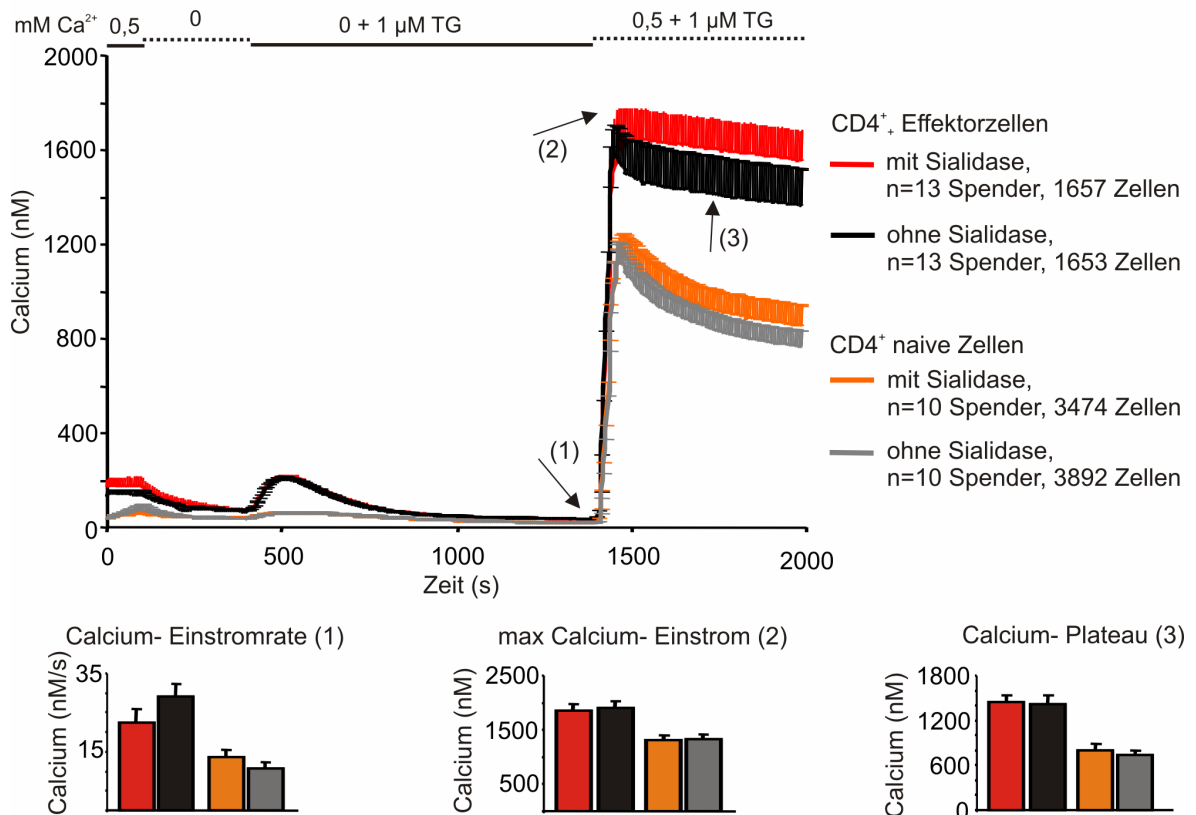 mM Ca²⁺ 0,5 0 0 + 1 µM TG 0,5 + 1 µM TG
2000
1600
1200
800
400
0
Calcium (nM)
0 500 1000 1500 2000
Zeit (s)
(1)
(2)
(3)
CD4⁺₊ Effektorzellen
mit Sialidase,
n=13 Spender, 1657 Zellen
ohne Sialidase,
n=13 Spender, 1653 Zellen
CD4⁺ naive Zellen
mit Sialidase,
n=10 Spender, 3474 Zellen
ohne Sialidase,
n=10 Spender, 3892 Zellen
Calcium- Einstromrate (1)
Calcium (nM/s)
35
15
max Calcium- Einstrom (2)
Calcium (nM)
2500
1500
500
Calcium- Plateau (3)
Calcium (nM)
1800
1200
600
0